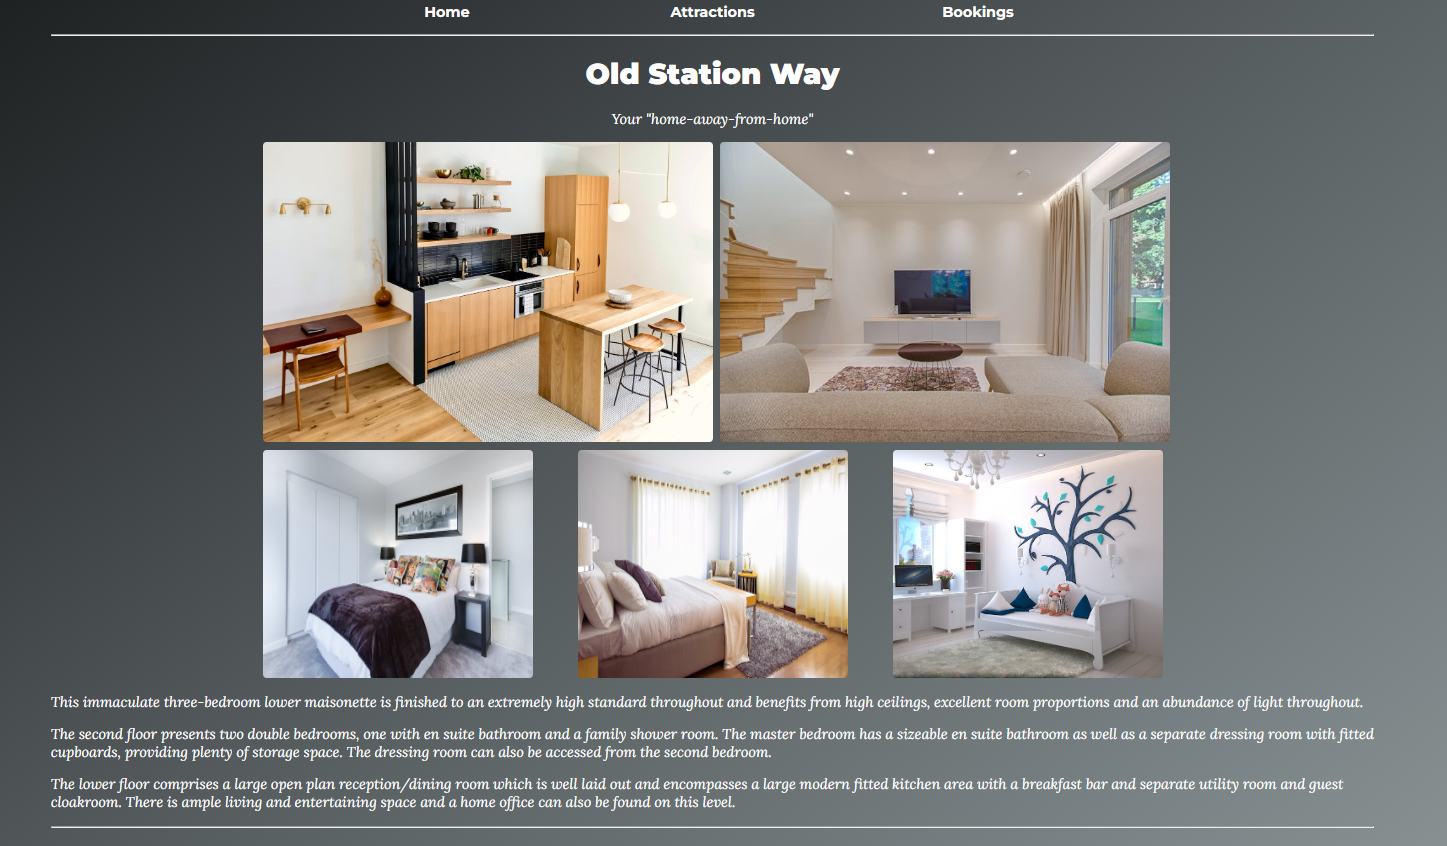 Home Attractions Bookings
Old Station Way
Your "home-away-from-home"
This immaculate three-bedroom lower maisonette is finished to an extremely high standard throughout and benefits from high ceilings, excellent room proportions and an abundance of light throughout.
The second floor presents two double bedrooms, one with en suite bathroom and a family shower room. The master bedroom has a sizeable en suite bathroom as well as a separate dressing room with fitted
cupboards, providing plenty of storage space. The dressing room can also be accessed from the second bedroom.
The lower floor comprises a large open plan reception/dining room which is well laid out and encompasses a large modern fitted kitchen area with a breakfast bar and separate utility room and guest
cloakroom. There is ample living and entertaining space and a home office can also be found on this level.